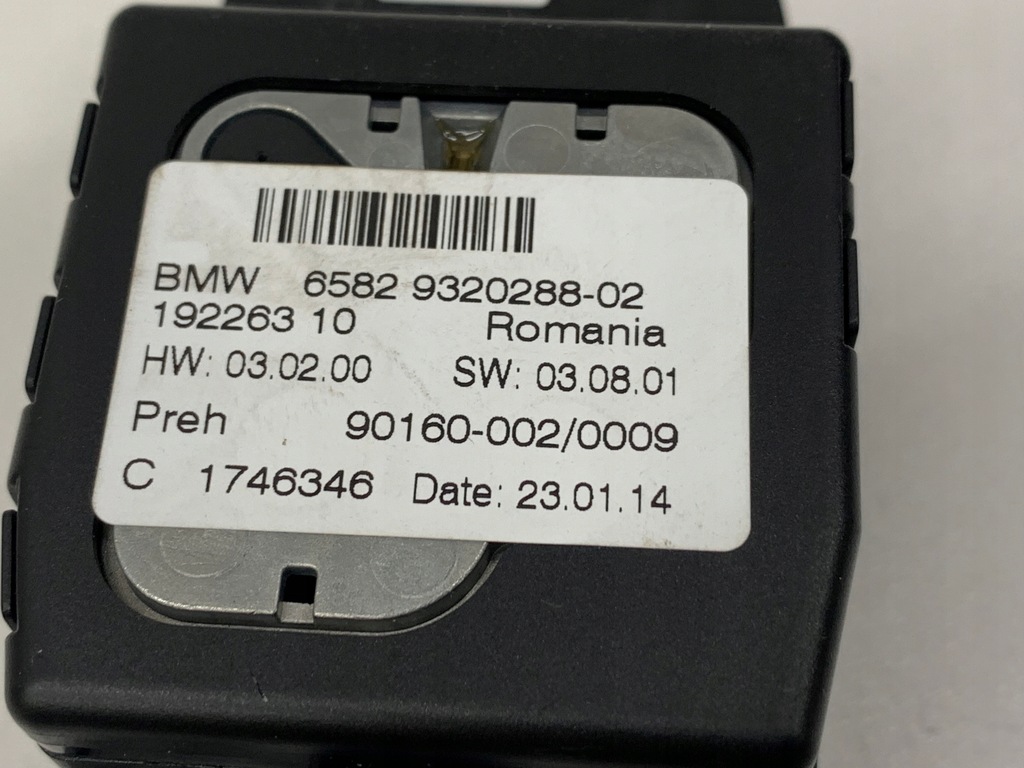 BMW 6582 9320288-02
192263 10 Romania
HW: 03.02.00 SW: 03.08.01
Preh 90160-002/0009
C 1746346 Date: 23.01.14